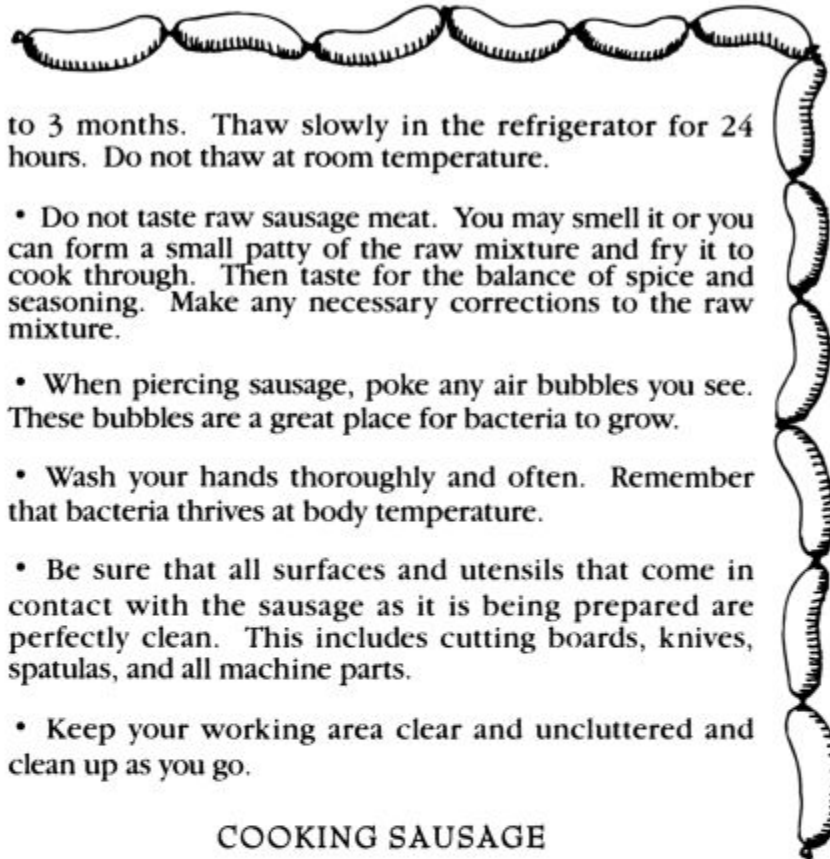 to 3 months. Thaw slowly in the refrigerator for 24
hours. Do not thaw at room temperature.
• Do not taste raw sausage meat. You may smell it or you
can form a small patty of the raw mixture and fry it to
cook through. Then taste for the balance of spice and
seasoning. Make any necessary corrections to the raw
mixture.
• When piercing sausage, poke any air bubbles you see.
These bubbles are a great place for bacteria to grow.
• Wash your hands thoroughly and often. Remember
that bacteria thrives at body temperature.
• Be sure that all surfaces and utensils that come in
contact with the sausage as it is being prepared are
perfectly clean. This includes cutting boards, knives,
spatulas, and all machine parts.
• Keep your working area clear and uncluttered and
clean up as you go.
COOKING SAUSAGE